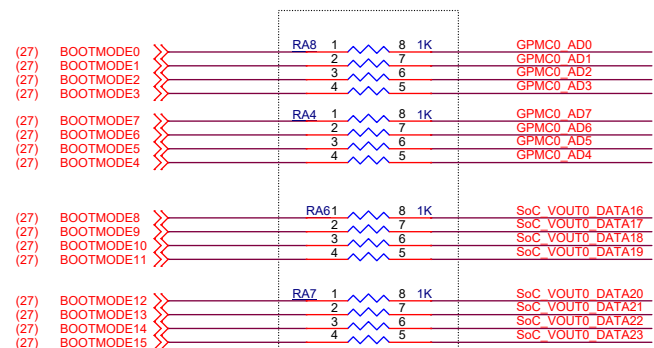 (27) BOOTMODE0 RA8 1 8 1K GPMC0_AD0
(27) BOOTMODE1 2 7 GPMC0_AD1
(27) BOOTMODE2 3 6 GPMC0_AD2
(27) BOOTMODE3 4 5 GPMC0_AD3
(27) BOOTMODE7 RA4 1 8 1K GPMC0_AD7
(27) BOOTMODE6 2 7 GPMC0_AD6
(27) BOOTMODE5 3 6 GPMC0_AD5
(27) BOOTMODE4 4 5 GPMC0_AD4
(27) BOOTMODE8 RA6 1 8 1K SoC_VOUT0_DATA16
(27) BOOTMODE9 2 7 SoC_VOUT0_DATA17
(27) BOOTMODE10 3 6 SoC_VOUT0_DATA18
(27) BOOTMODE11 4 5 SoC_VOUT0_DATA19
(27) BOOTMODE12 RA7 1 8 1K SoC_VOUT0_DATA20
(27) BOOTMODE13 2 7 SoC_VOUT0_DATA21
(27) BOOTMODE14 3 6 SoC_VOUT0_DATA22
(27) BOOTMODE15 4 5 SoC_VOUT0_DATA23